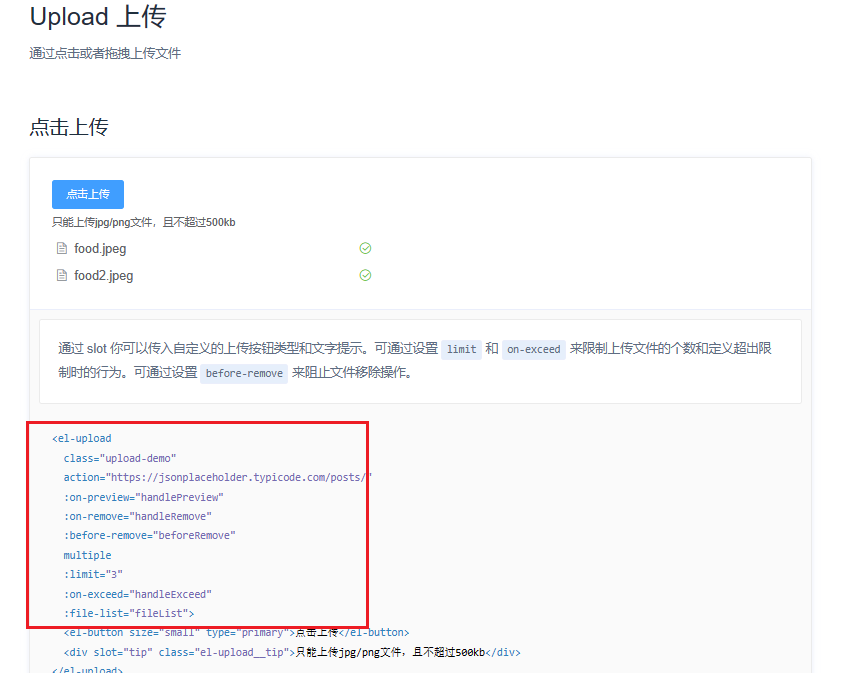 Upload 上传
通过点击或者拖拽上传文件
点击上传
点击上传
只能上传jpg/png文件，且不超过500kb
food.jpeg
food2.jpeg
通过 slot 你可以传入自定义的上传按钮类型和文字提示。可通过设置 limit 和 on-exceed 来限制上传文件的个数和定义超出限
制时的行为。可通过设置 before-remove 来阻止文件移除操作。
<el-upload
class="upload-demo"
action="https://jsonplaceholder.typicode.com/posts/"
:on-preview="handlePreview"
:on-remove="handleRemove"
:before-remove="beforeRemove"
multiple
:limit="3"
:on-exceed="handleExceed"
:file-list="fileList">
<el-button size="small" type="primary">点击上传</el-button>
<div slot="tip" class="el-upload__tip">只能上传jpg/png文件，且不超过500kb</div>
</el-upload>